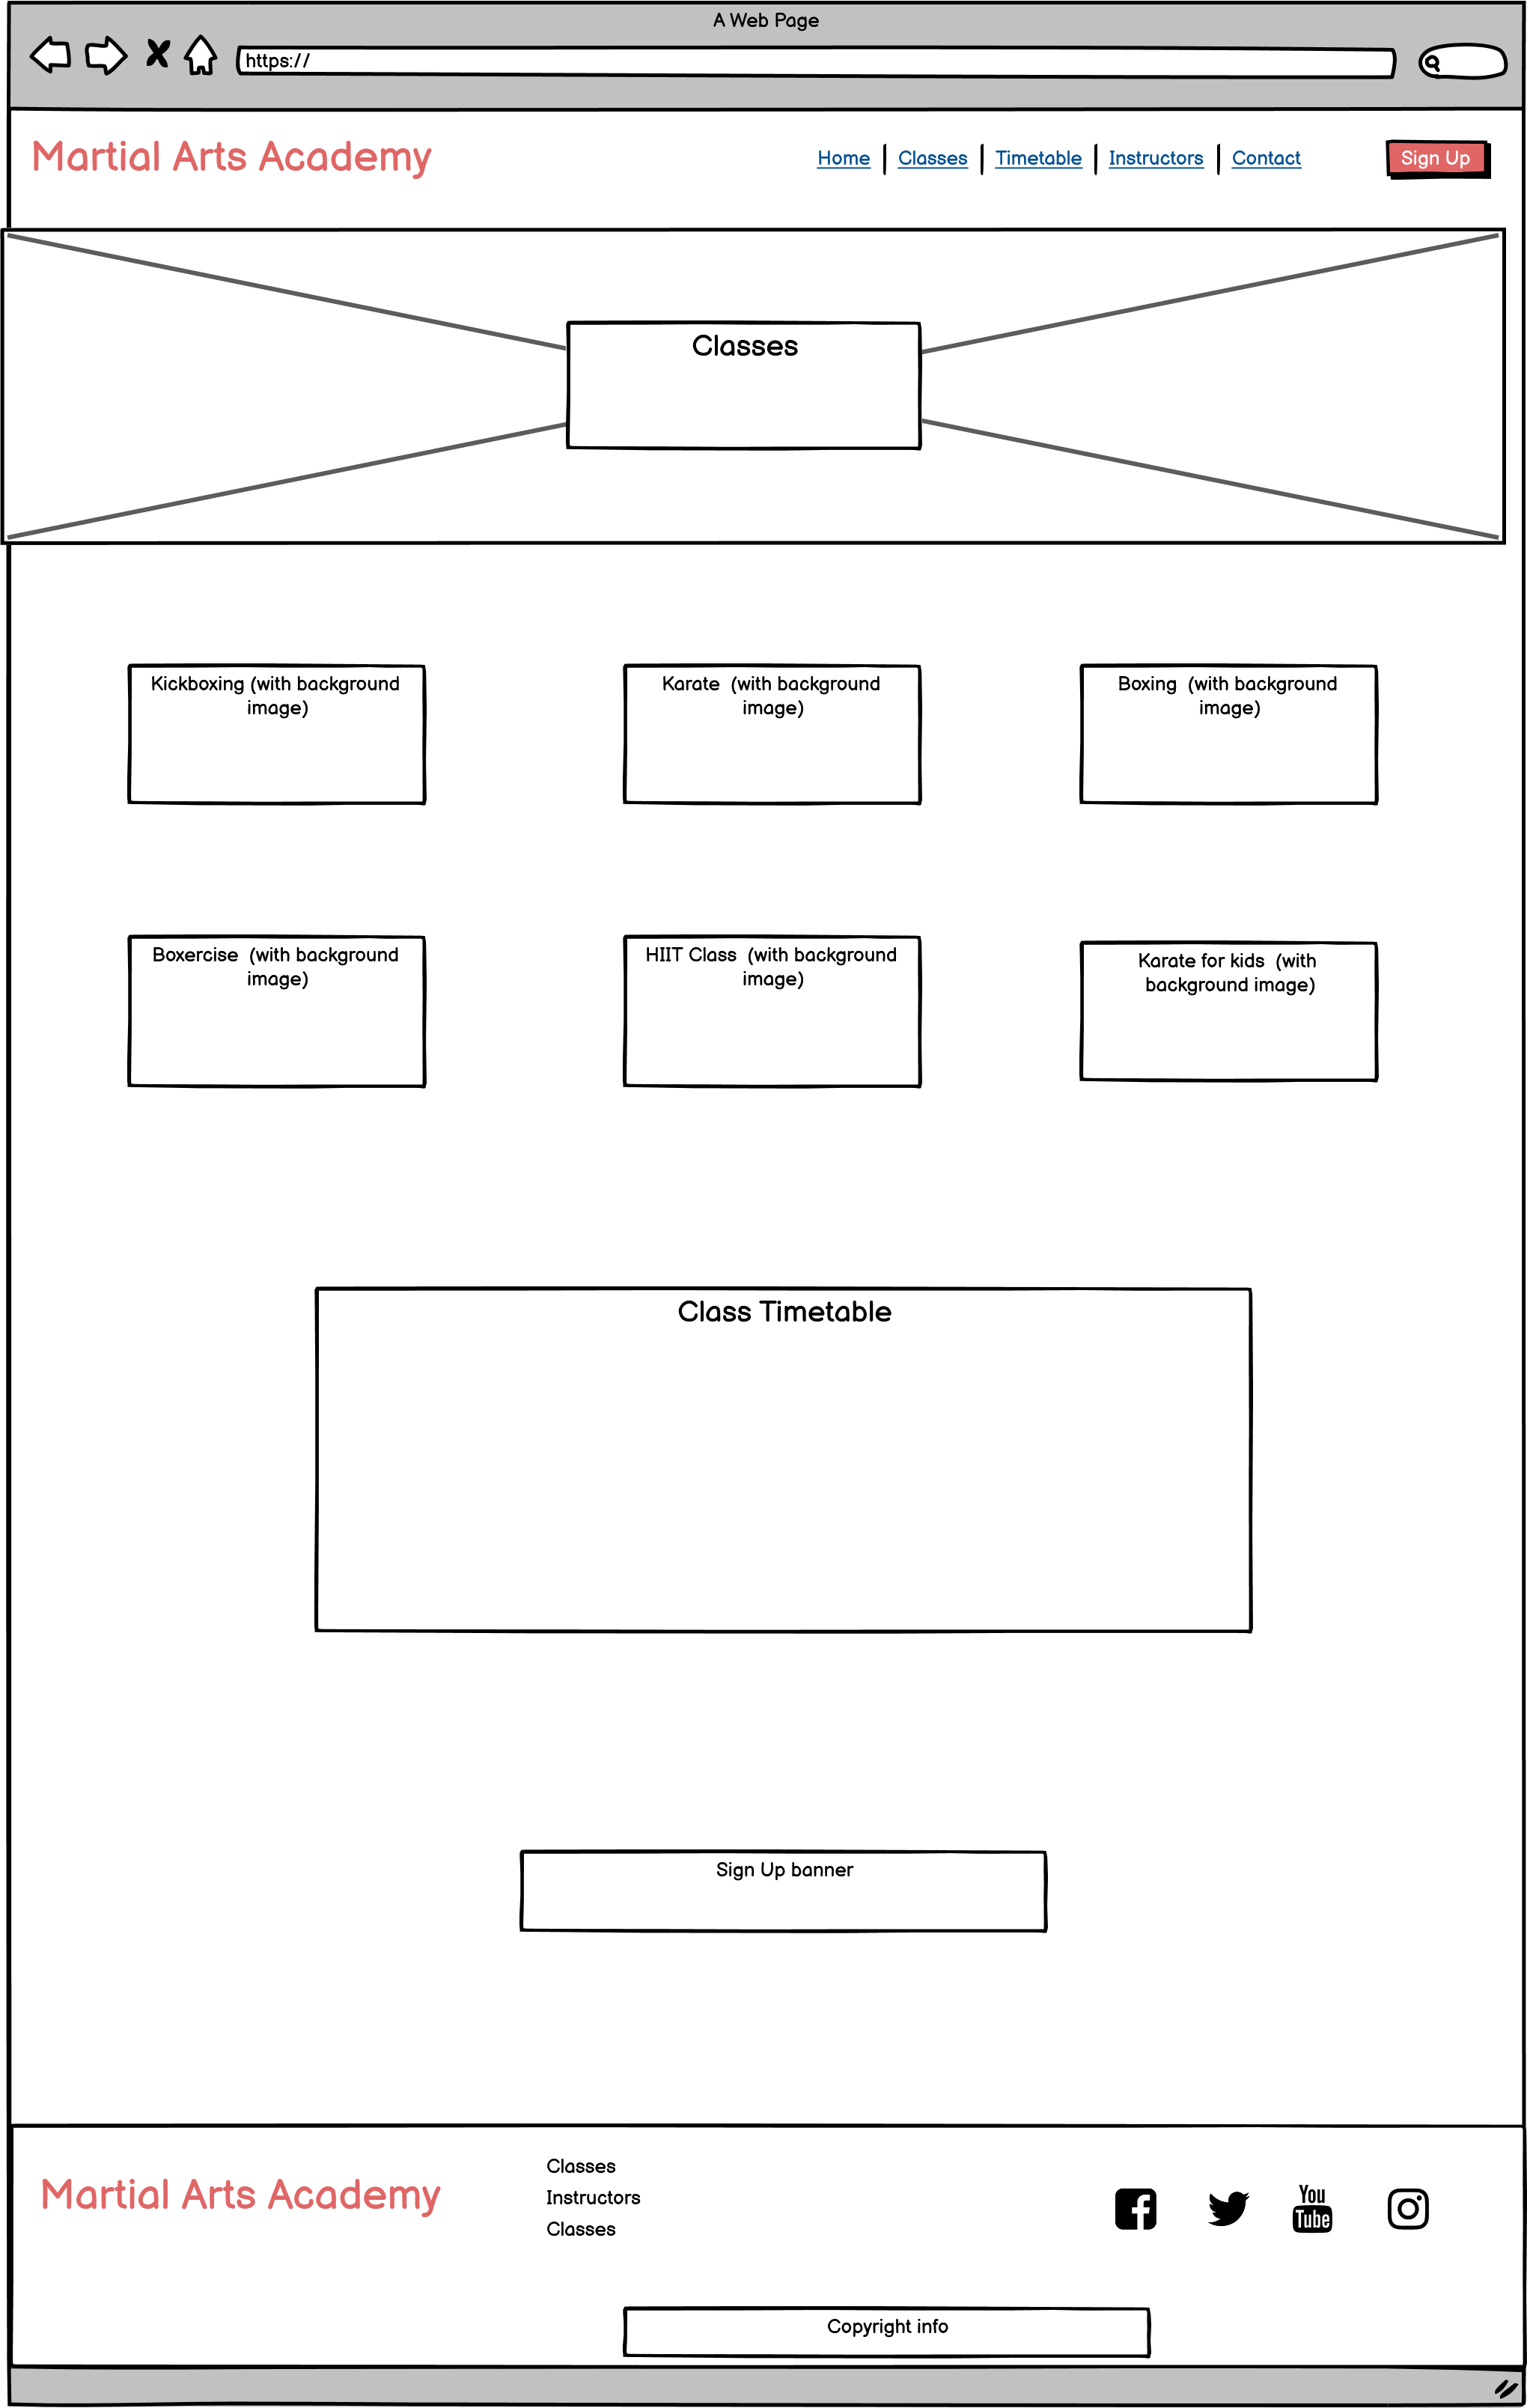 A Web Page
https://
Martial Arts Academy
Home
Classes
Timetable
Instructors
Contact
Sign Up
Classes
Kickboxing (with background
image)
Karate (with background
image)
Boxing (with background
image)
Boxercise (with background
image)
HIIT Class (with background
image)
Karate for kids (with
background image)
Class Timetable
Sign Up banner
Martial Arts Academy
Classes
Instructors
Classes
You
Tube
Copyright info